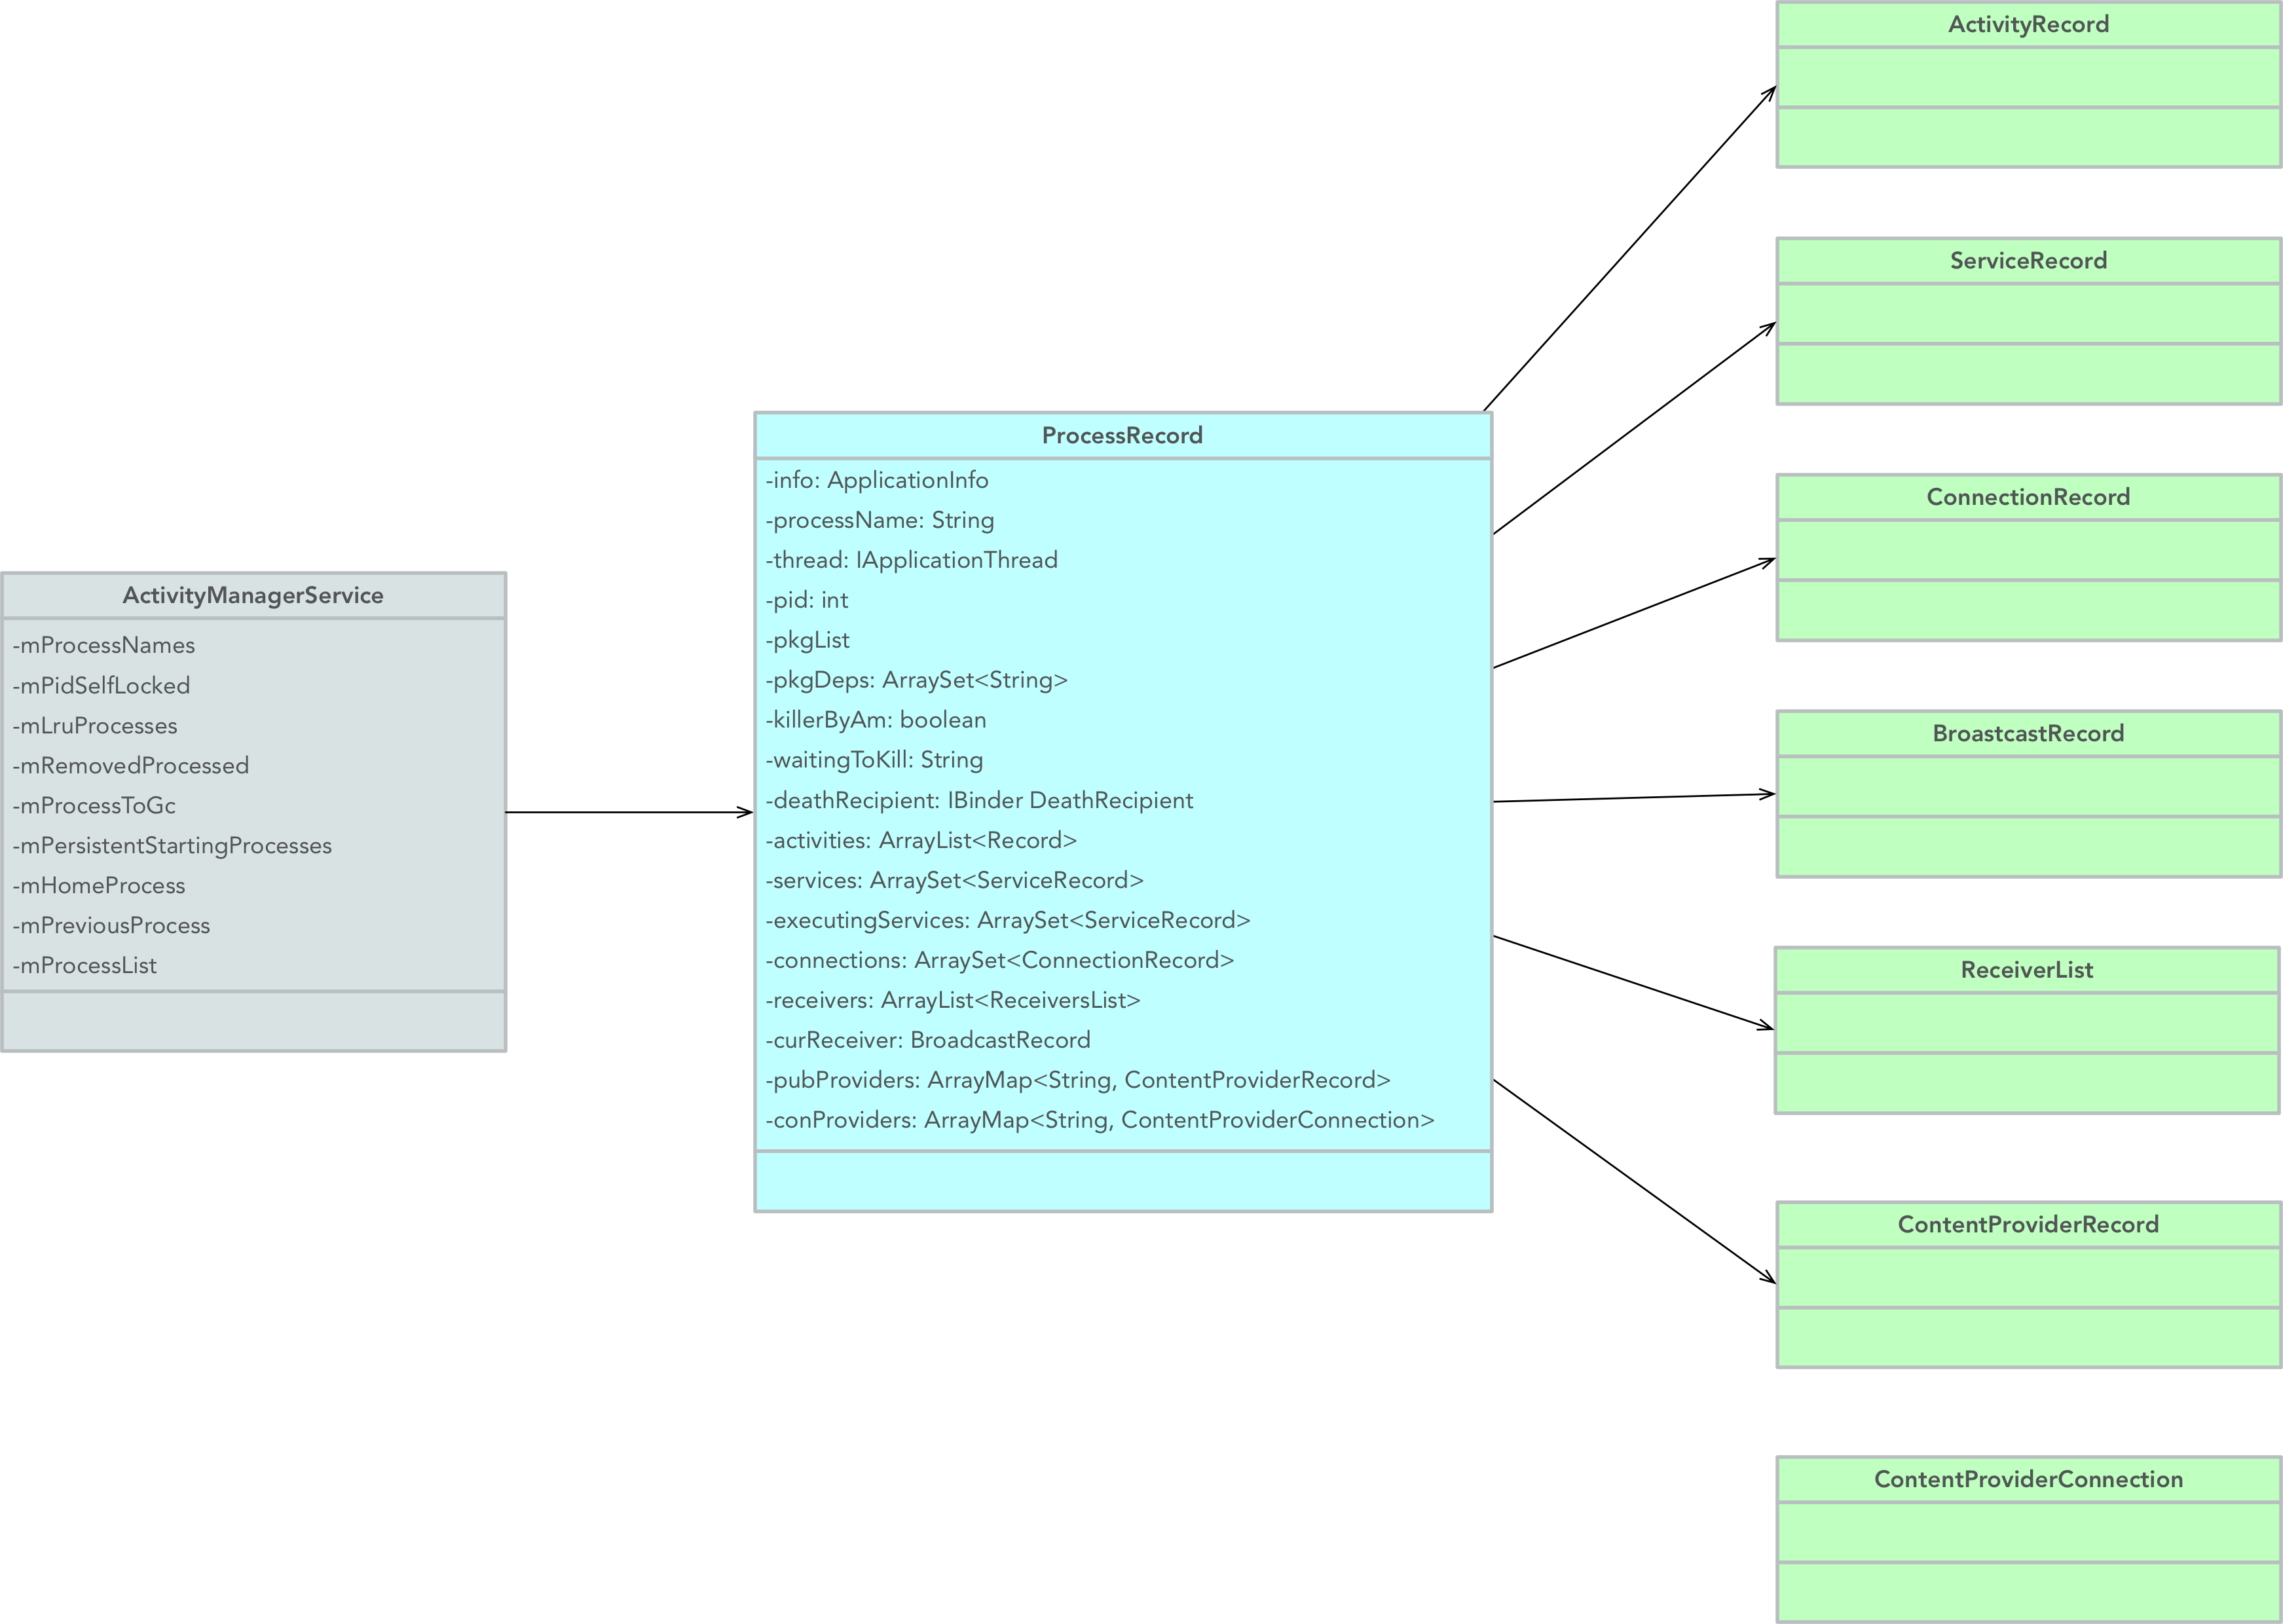 ActivityManagerService
-mProcessNames
-mPidSelfLocked
-mLruProcesses
-mRemovedProcessed
-mProcessToGc
-mPersistentStartingProcesses
-mHomeProcess
-mPreviousProcess
-mProcessList
ProcessRecord
-info: ApplicationInfo
-processName: String
-thread: IApplicationThread
-pid: int
-pkgList
-pkgDeps: ArraySet<String>
-killerByAm: boolean
-waitingToKill: String
-deathRecipient: IBinder DeathRecipient
-activities: ArrayList<Record>
-services: ArraySet<ServiceRecord>
-executingServices: ArraySet<ServiceRecord>
-connections: ArraySet<ConnectionRecord>
-receivers: ArrayList<ReceiversList>
-curReceiver: BroadcastRecord
-pubProviders: ArrayMap<String, ContentProviderRecord>
-conProviders: ArrayMap<String, ContentProviderConnection>
ActivityRecord
ServiceRecord
ConnectionRecord
BroastcastRecord
ReceiverList
ContentProviderRecord
ContentProviderConnection